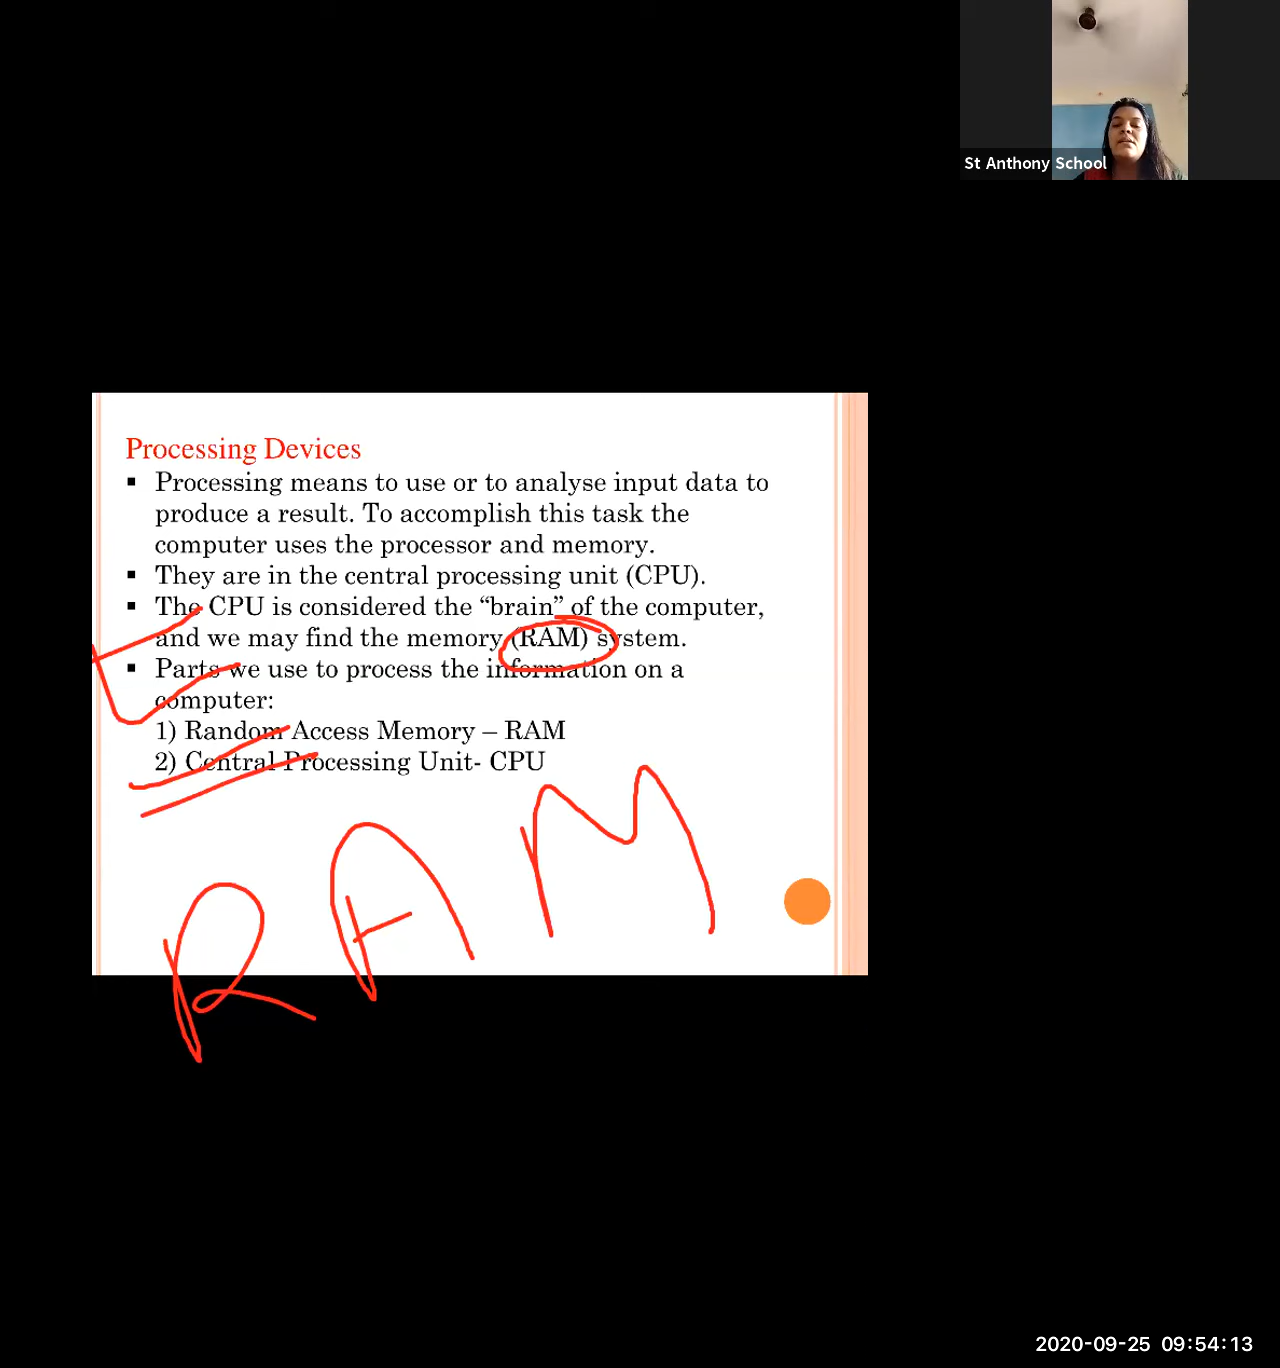 St Anthony School
Processing Devices
▪ Processing means to use or to analyse input data to
produce a result. To accomplish this task the
computer uses the processor and memory.
▪ They are in the central processing unit (CPU).
▪ The CPU is considered the “brain” of the computer,
and we may find the memory (RAM) system.
▪ Parts we use to process the information on a
computer:
1) Random Access Memory – RAM
2) Central Processing Unit- CPU
RAM
2020-09-25 09:54:13